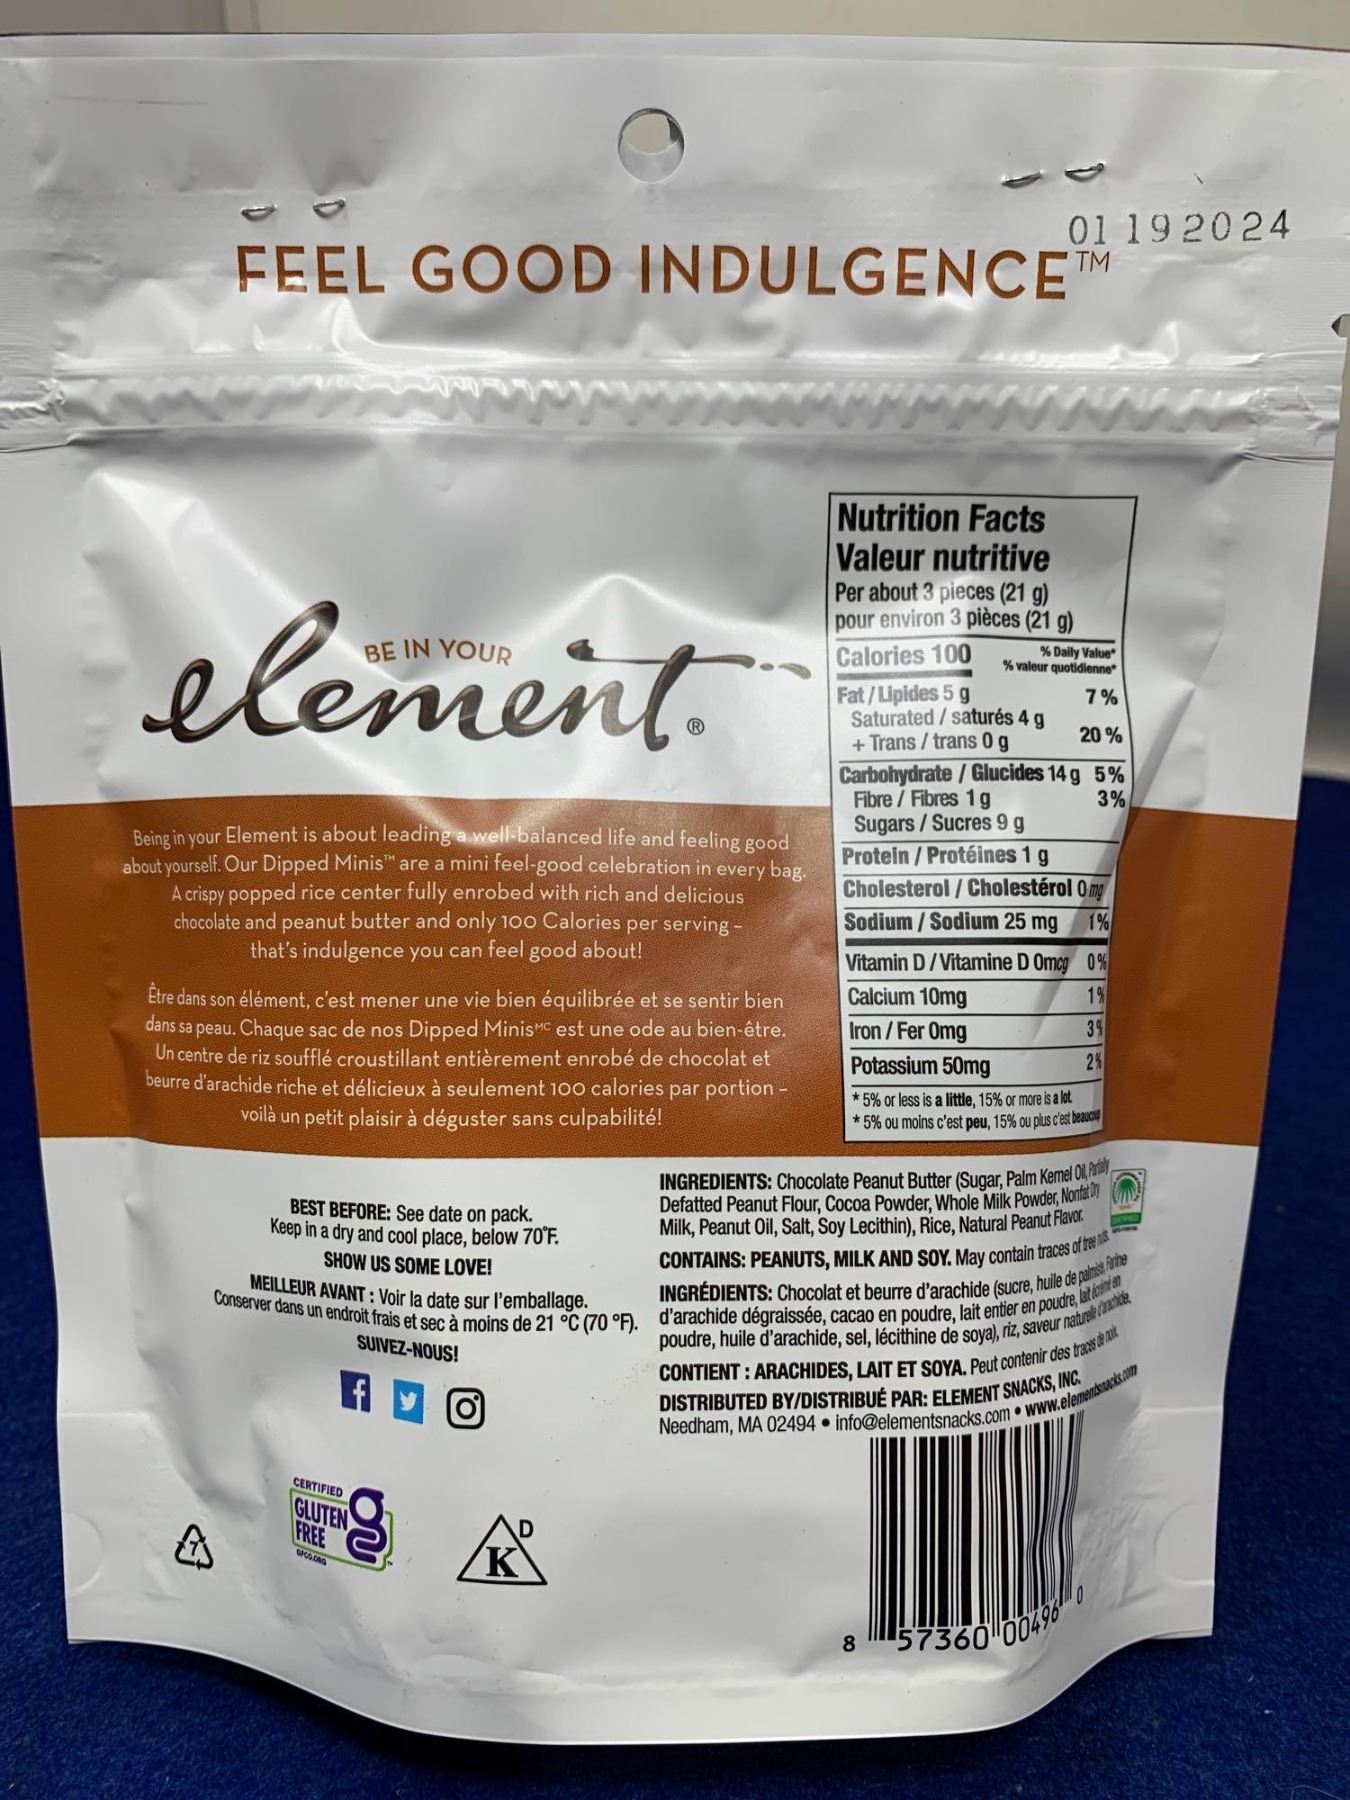 01 19 2024
FEEL GOOD INDULGENCE™
BE IN YOUR
element®
Being in your Element is about leading a well-balanced life and feeling good
about yourself. Our Dipped Minis™ are a mini feel-good celebration in every bag.
A crispy popped rice center fully enrobed with rich and delicious
chocolate and peanut butter and only 100 Calories per serving –
that's indulgence you can feel good about!
Être dans son élément, c'est mener une vie bien équilibrée et se sentir bien
dans sa peau. Chaque sac de nos Dipped Minisᴹᶜ est une ode au bien-être.
Un centre de riz soufflé croustillant entièrement enrobé de chocolat et
beurre d'arachide riche et délicieux à seulement 100 calories par portion –
voilà un petit plaisir à déguster sans culpabilité!
Nutrition Facts
Valeur nutritive
Per about 3 pieces (21 g)
pour environ 3 pièces (21 g)
Calories 100
% Daily Value*
% valeur quotidienne*
Fat / Lipides 5 g 7 %
Saturated / saturés 4 g
+ Trans / trans 0 g 20 %
Carbohydrate / Glucides 14 g 5 %
Fibre / Fibres 1 g 3 %
Sugars / Sucres 9 g
Protein / Protéines 1 g
Cholesterol / Cholestérol 0 mg
Sodium / Sodium 25 mg 1%
Vitamin D / Vitamine D 0mcg 0%
Calcium 10mg 1%
Iron / Fer 0mg 3%
Potassium 50mg 2%
* 5% or less is a little, 15% or more is a lot
* 5% ou moins c'est peu, 15% ou plus c'est beaucoup
BEST BEFORE: See date on pack.
Keep in a dry and cool place, below 70°F.
SHOW US SOME LOVE!
MEILLEUR AVANT : Voir la date sur l'emballage.
Conserver dans un endroit frais et sec à moins de 21 °C (70 °F).
SUIVEZ-NOUS!
INGREDIENTS: Chocolate Peanut Butter (Sugar, Palm Kernel Oil, Partially
Defatted Peanut Flour, Cocoa Powder, Whole Milk Powder, Nonfat Dry
Milk, Peanut Oil, Salt, Soy Lecithin), Rice, Natural Peanut Flavor.
CONTAINS: PEANUTS, MILK AND SOY. May contain traces of tree nuts.
INGRÉDIENTS: Chocolat et beurre d'arachide (sucre, huile de palmiste, Farine
d'arachide dégraissée, cacao en poudre, lait entier en poudre, lait écrémé en
poudre, huile d'arachide, sel, lécithine de soya), riz, saveur naturelle d'arachide.
CONTIENT : ARACHIDES, LAIT ET SOYA. Peut contenir des traces de noix.
DISTRIBUTED BY/DISTRIBUÉ PAR: ELEMENT SNACKS, INC.
Needham, MA 02494 • info@elementsnacks.com • www.elementsnacks.com
CERTIFIED
GLUTEN
FREE
GFCO.ORG
g
7
K D
8 57360 00496 0